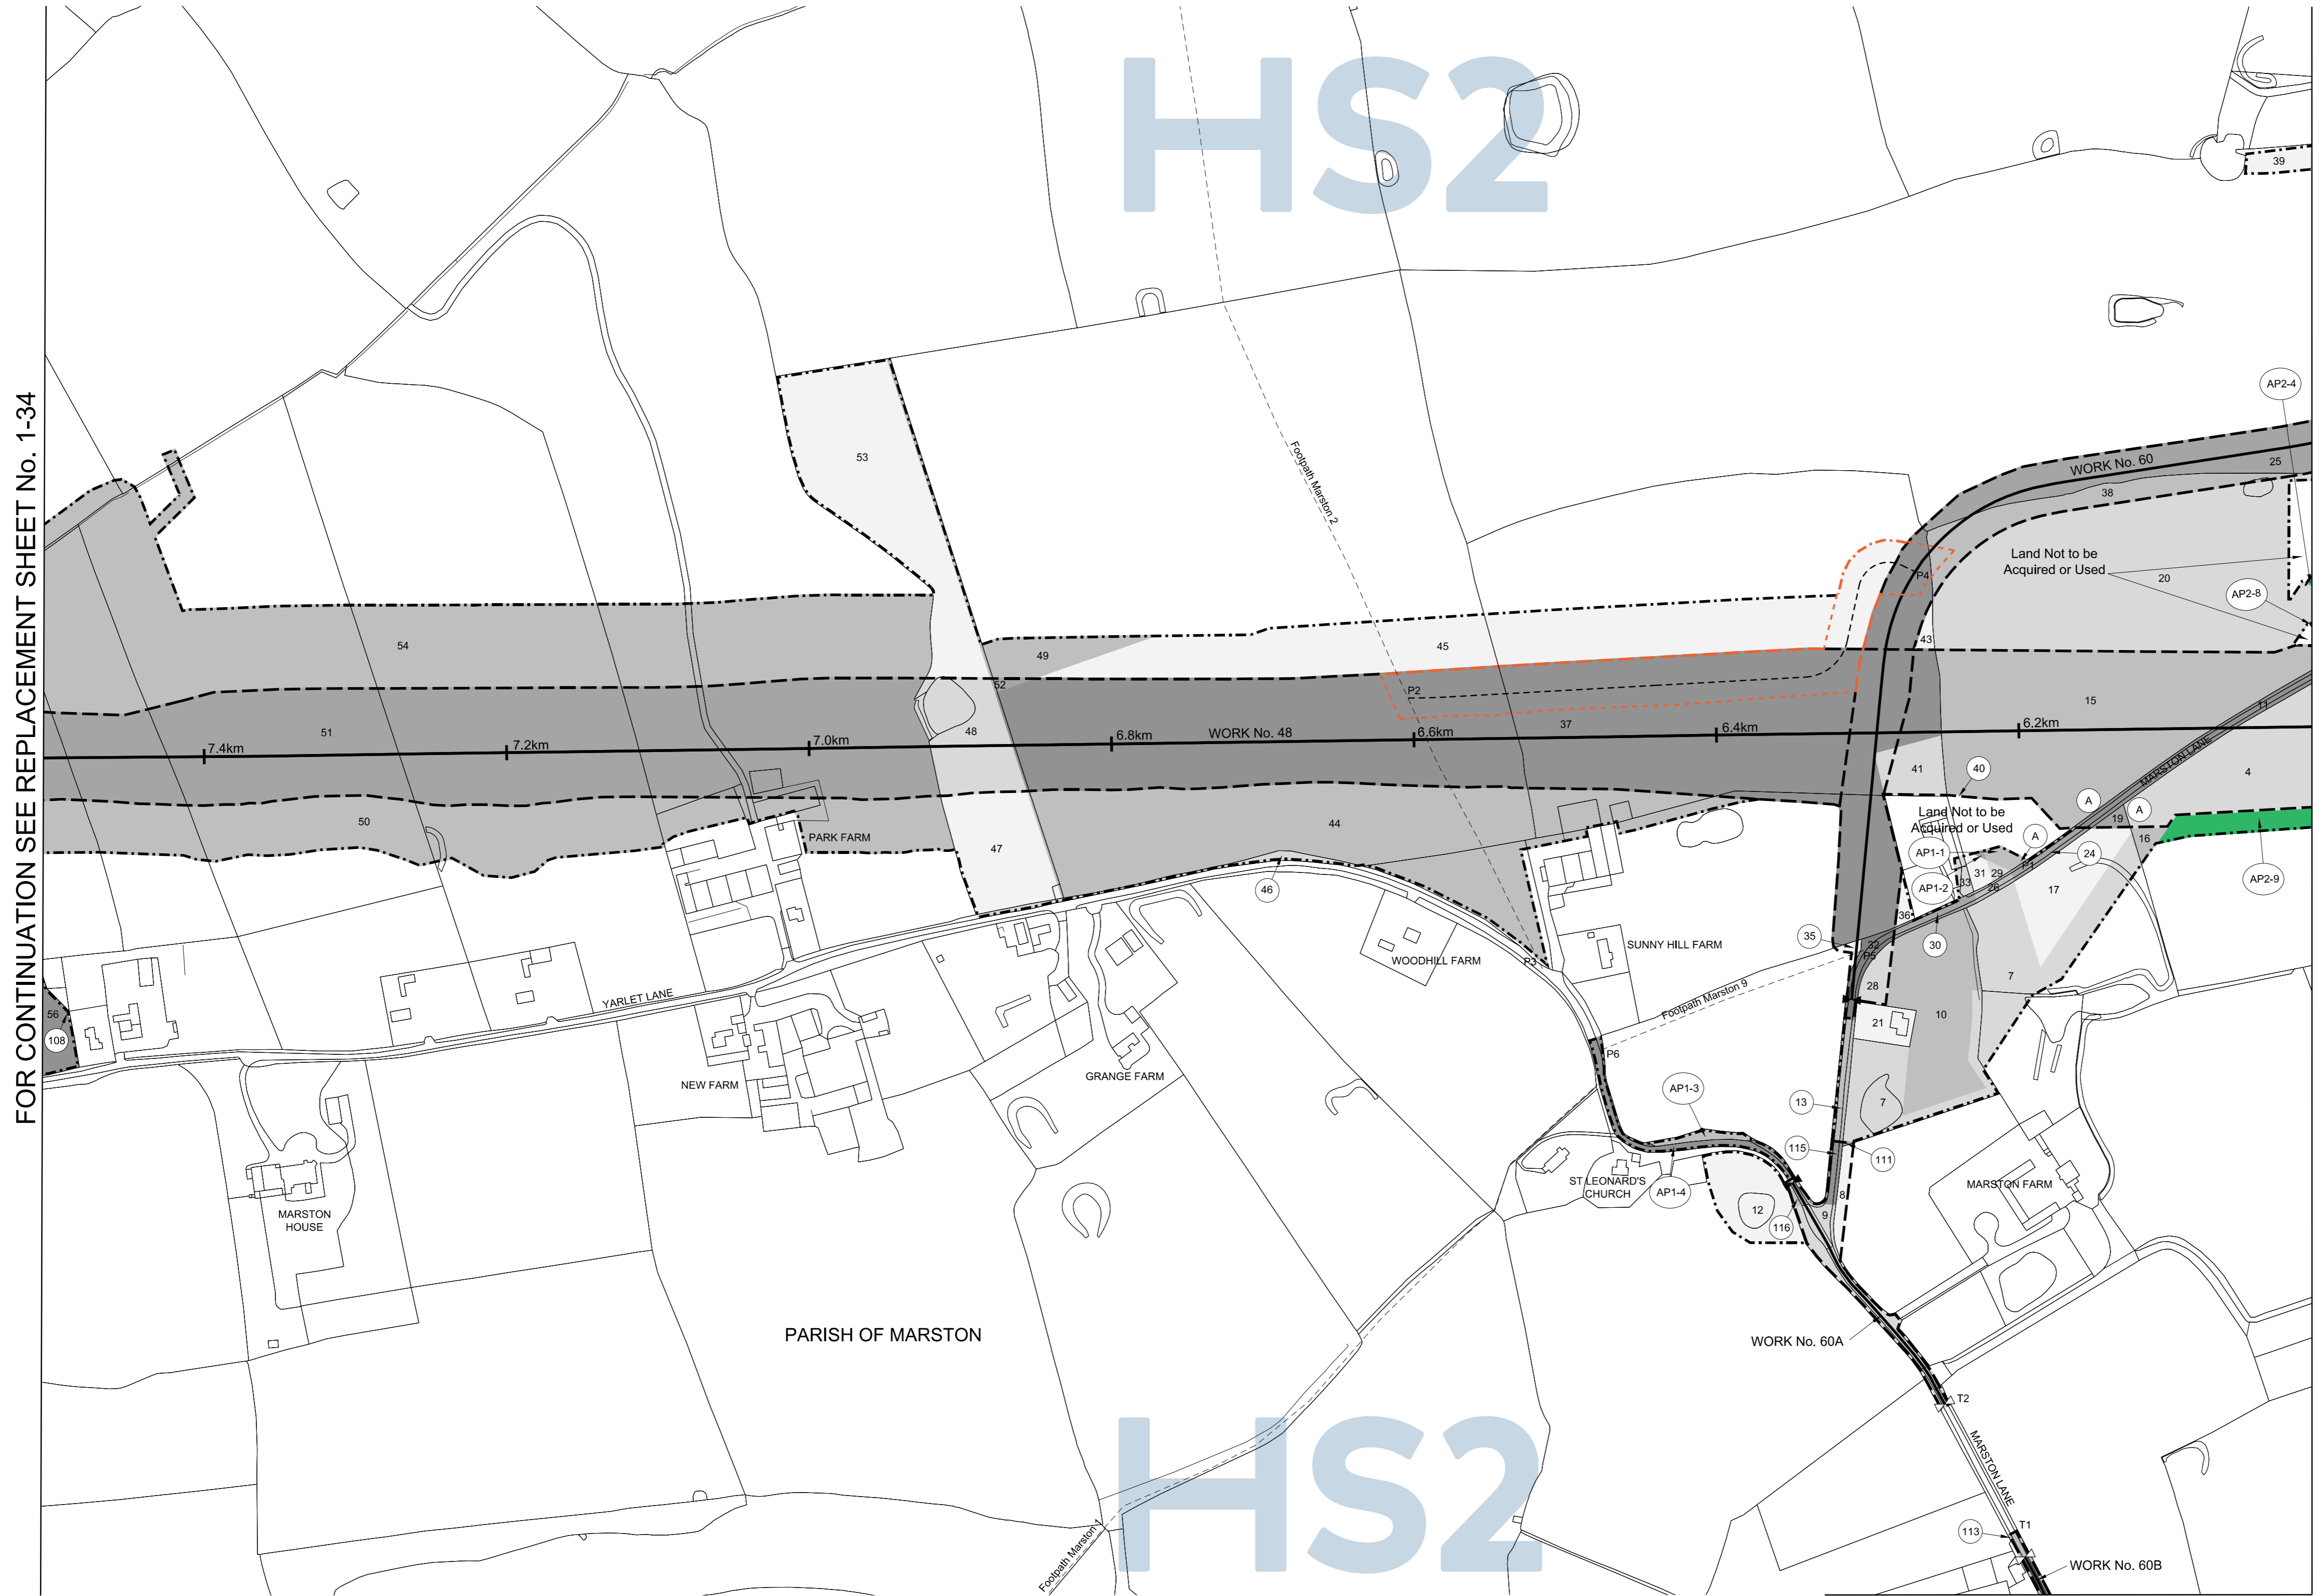 FOR CONTINUATION SEE REPLACEMENT SHEET No. 1-34
HS2
39
AP2-4
53
WORK No. 60
25
38
Footpath Marston 2
Land Not to be
Acquired or Used
20
P4
AP2-8
43
54
49
45
52
P2
15
11
51
48
37
7.4km
7.2km
7.0km
6.8km
WORK No. 48
6.6km
6.4km
6.2km
MARSTON LANE
41
40
4
50
PARK FARM
44
47
46
Land Not to be
Acquired or Used
A
A
A
19
16
AP1-1
P1
24
31
29
33
26
AP1-2
17
AP2-9
36
35
32
30
P5
SUNNY HILL FARM
WOODHILL FARM
P3
7
YARLET LANE
Footpath Marston 9
28
56
108
21
10
P6
NEW FARM
GRANGE FARM
AP1-3
13
7
115
111
ST LEONARD'S
CHURCH
AP1-4
MARSTON FARM
8
12
9
116
MARSTON
HOUSE
PARISH OF MARSTON
WORK No. 60A
T2
MARSTON LANE
HS2
Footpath Marston 1
113
T1
WORK No. 60B